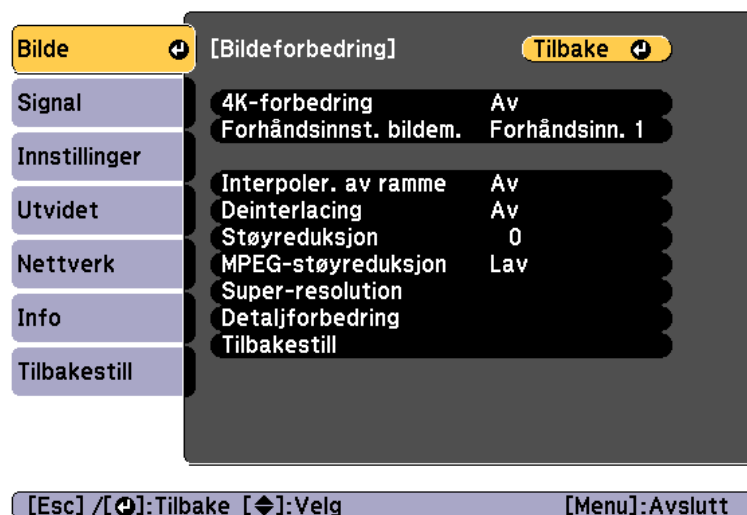 Bilde
Signal
Innstillinger
Utvidet
Nettverk
Info
Tilbakestill
[Bildeforbedring] Tilbake
4K-forbedring Av
Forhåndsinnst. bildem. Forhåndsinn. 1
Interpoler. av ramme Av
Deinterlacing Av
Støyreduksjon 0
MPEG-støyreduksjon Lav
Super-resolution
Detaljforbedring
Tilbakestill
[Esc] /[⏎]:Tilbake [◆]:Velg [Menu]:Avslutt